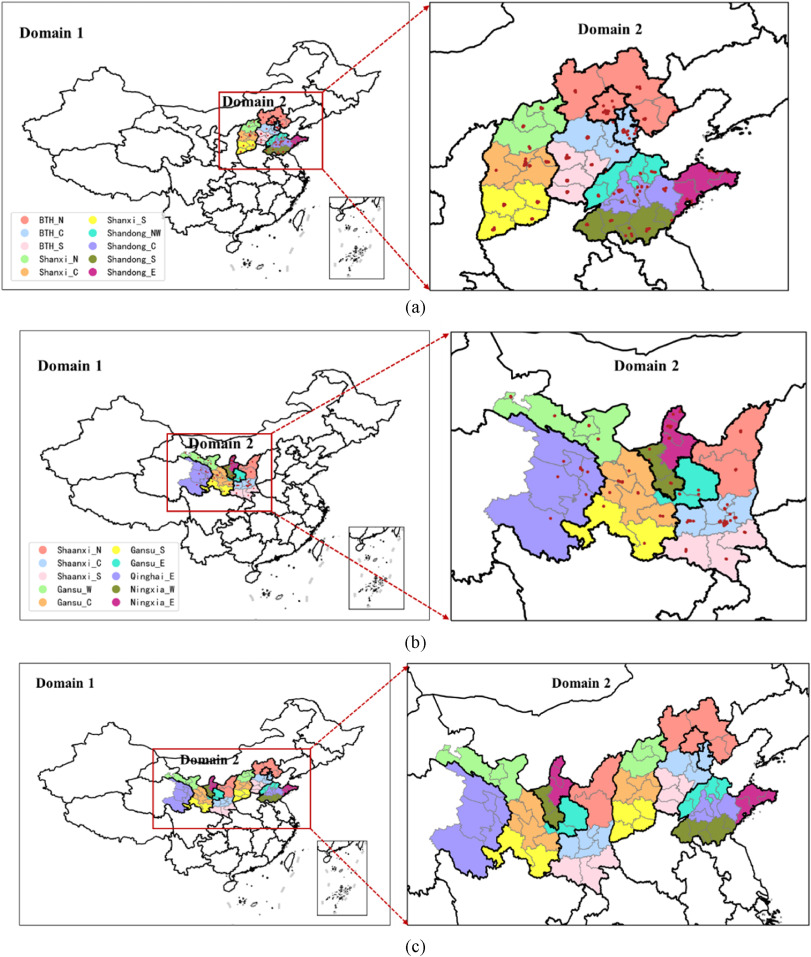 Domain 1
Domain 2
BTH_N
BTH_C
BTH_S
Shanxi_N
Shanxi_C
Shanxi_S
Shandong_NW
Shandong_C
Shandong_S
Shandong_E
Domain 2
(a)
Domain 1
Domain 2
Shaanxi_N
Shaanxi_C
Shaanxi_S
Gansu_W
Gansu_C
Gansu_S
Gansu_E
Qinghai_E
Ningxia_W
Ningxia_E
Domain 2
(b)
Domain 1
Domain 2
Domain 2
(c)